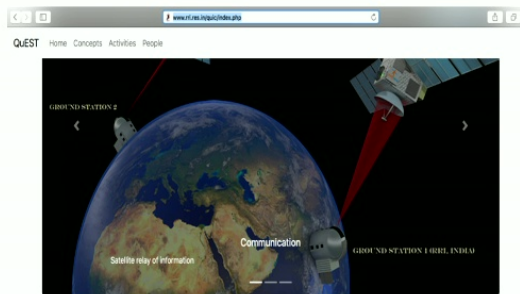 www.rri.res.in/quic/index.php
QuEST Home Concepts Activities People
GROUND STATION 2
Communication
GROUND STATION 1 (RRI, INDIA)
Satellite relay of information